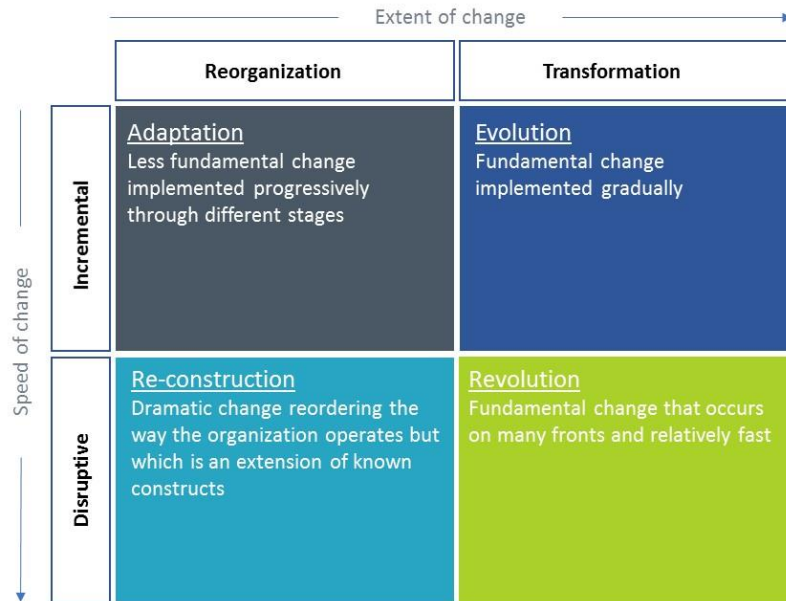 Extent of change
Reorganization
Transformation
Speed of change
Incremental
Adaptation
Less fundamental change
implemented progressively
through different stages
Evolution
Fundamental change
implemented gradually
Disruptive
Re-construction
Dramatic change reordering the
way the organization operates but
which is an extension of known
constructs
Revolution
Fundamental change that occurs
on many fronts and relatively fast